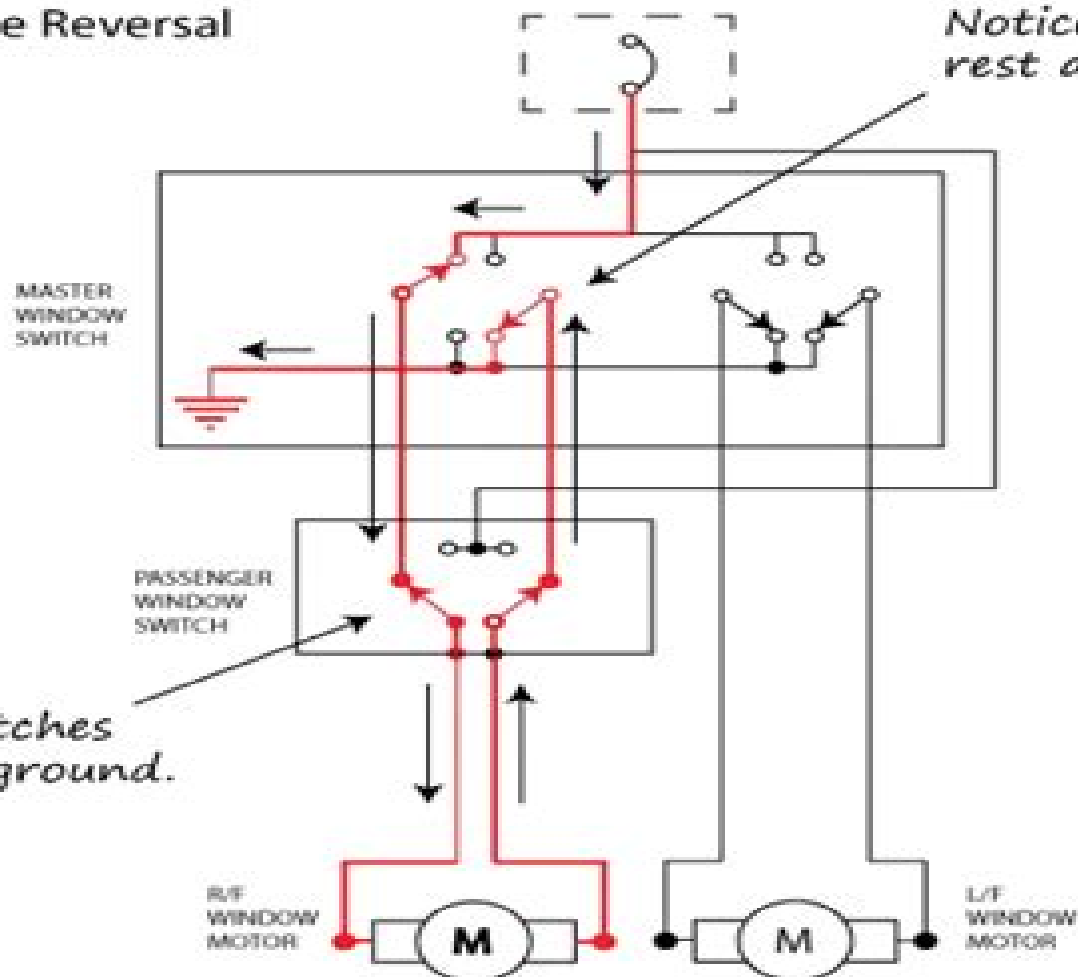 e Reversal
Notic
rest a
MASTER
WINDOW
SWITCH
PASSENGER
WINDOW
SWITCH
tches
ground.
R/F
WINDOW
MOTOR
M
M
L/F
WINDOW
MOTOR